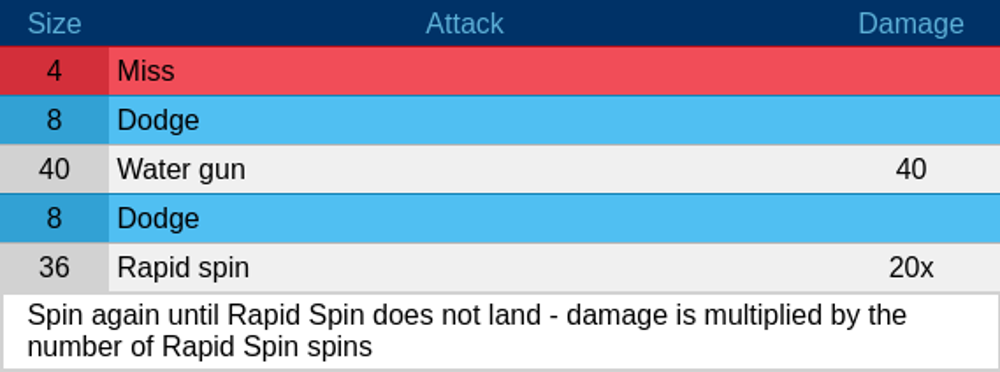 Size Attack Damage
4 Miss
8 Dodge
40 Water gun 40
8 Dodge
36 Rapid spin 20x
Spin again until Rapid Spin does not land - damage is multiplied by the
number of Rapid Spin spins